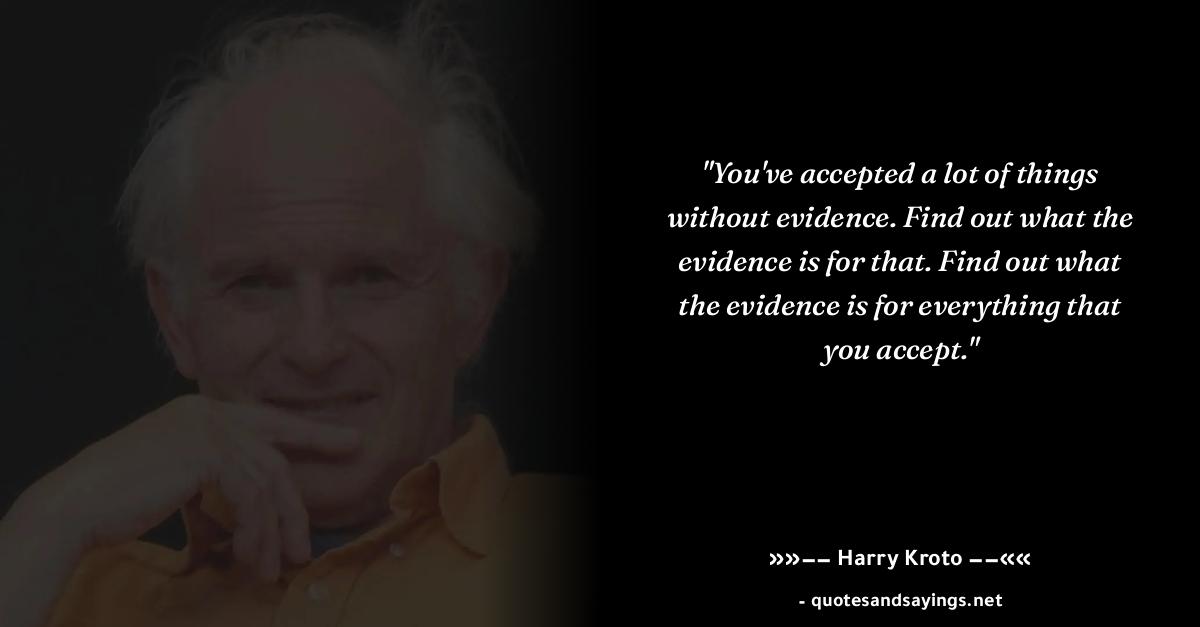 "You've accepted a lot of things
without evidence. Find out what the
evidence is for that. Find out what
the evidence is for everything that
you accept."
»»–– Harry Kroto ––««
- quotesandsayings.net